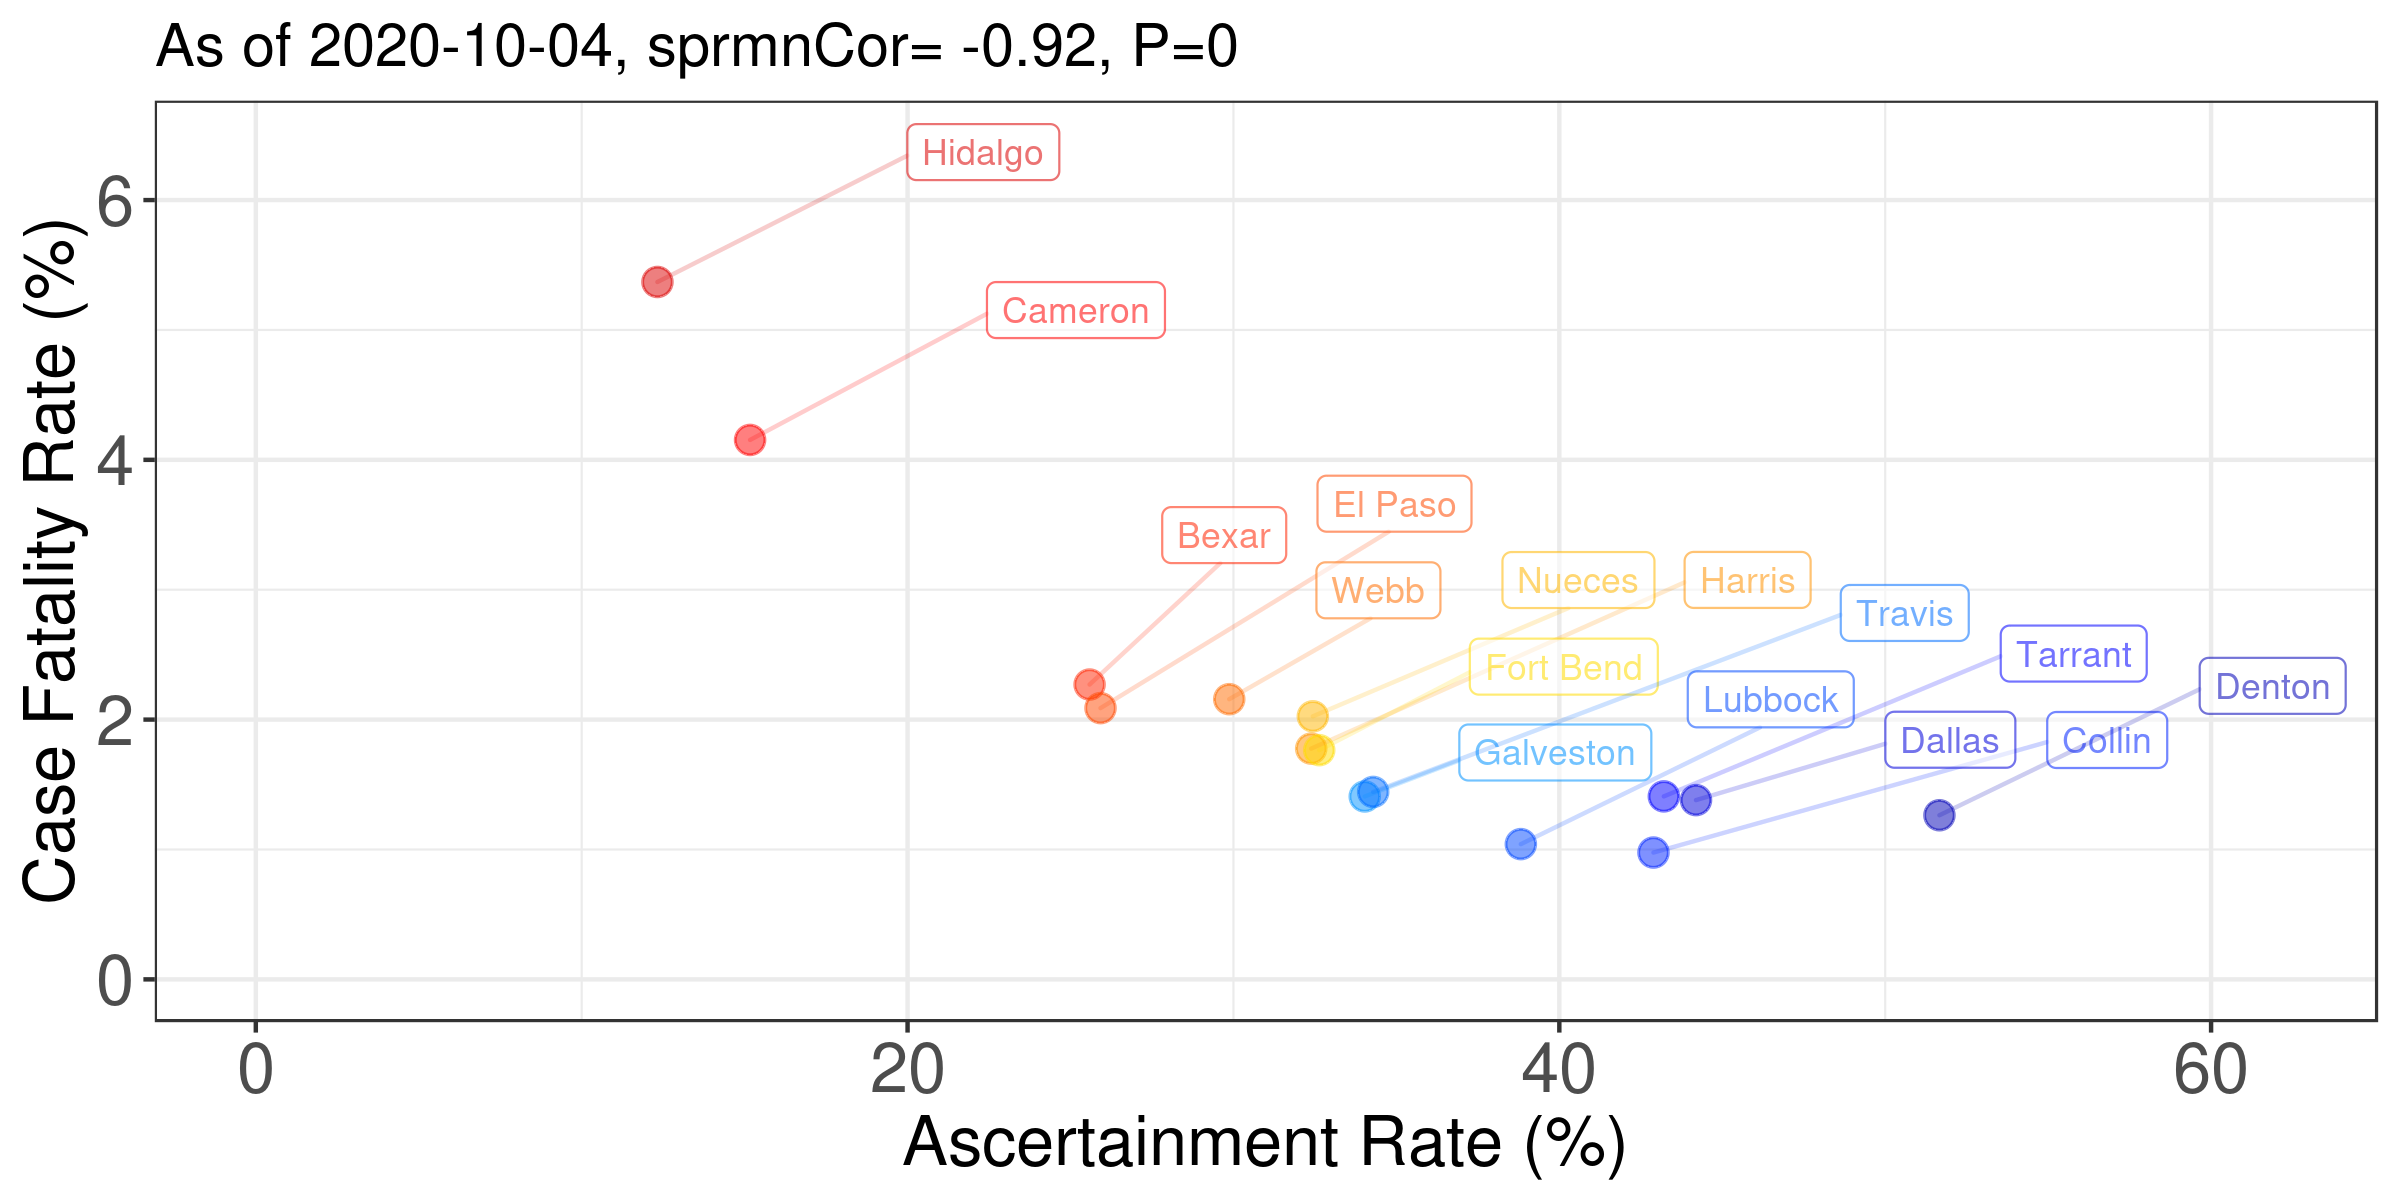 As of 2020-10-04, sprmnCor= -0.92, P=0
Hidalgo
6
Cameron
4
El Paso
Bexar
Nueces
Harris
Webb
Travis
Tarrant
Fort Bend
Denton
Lubbock
2
Dallas
Collin
Galveston
0
0 20 40 60
Case Fatality Rate (%)
Ascertainment Rate (%)